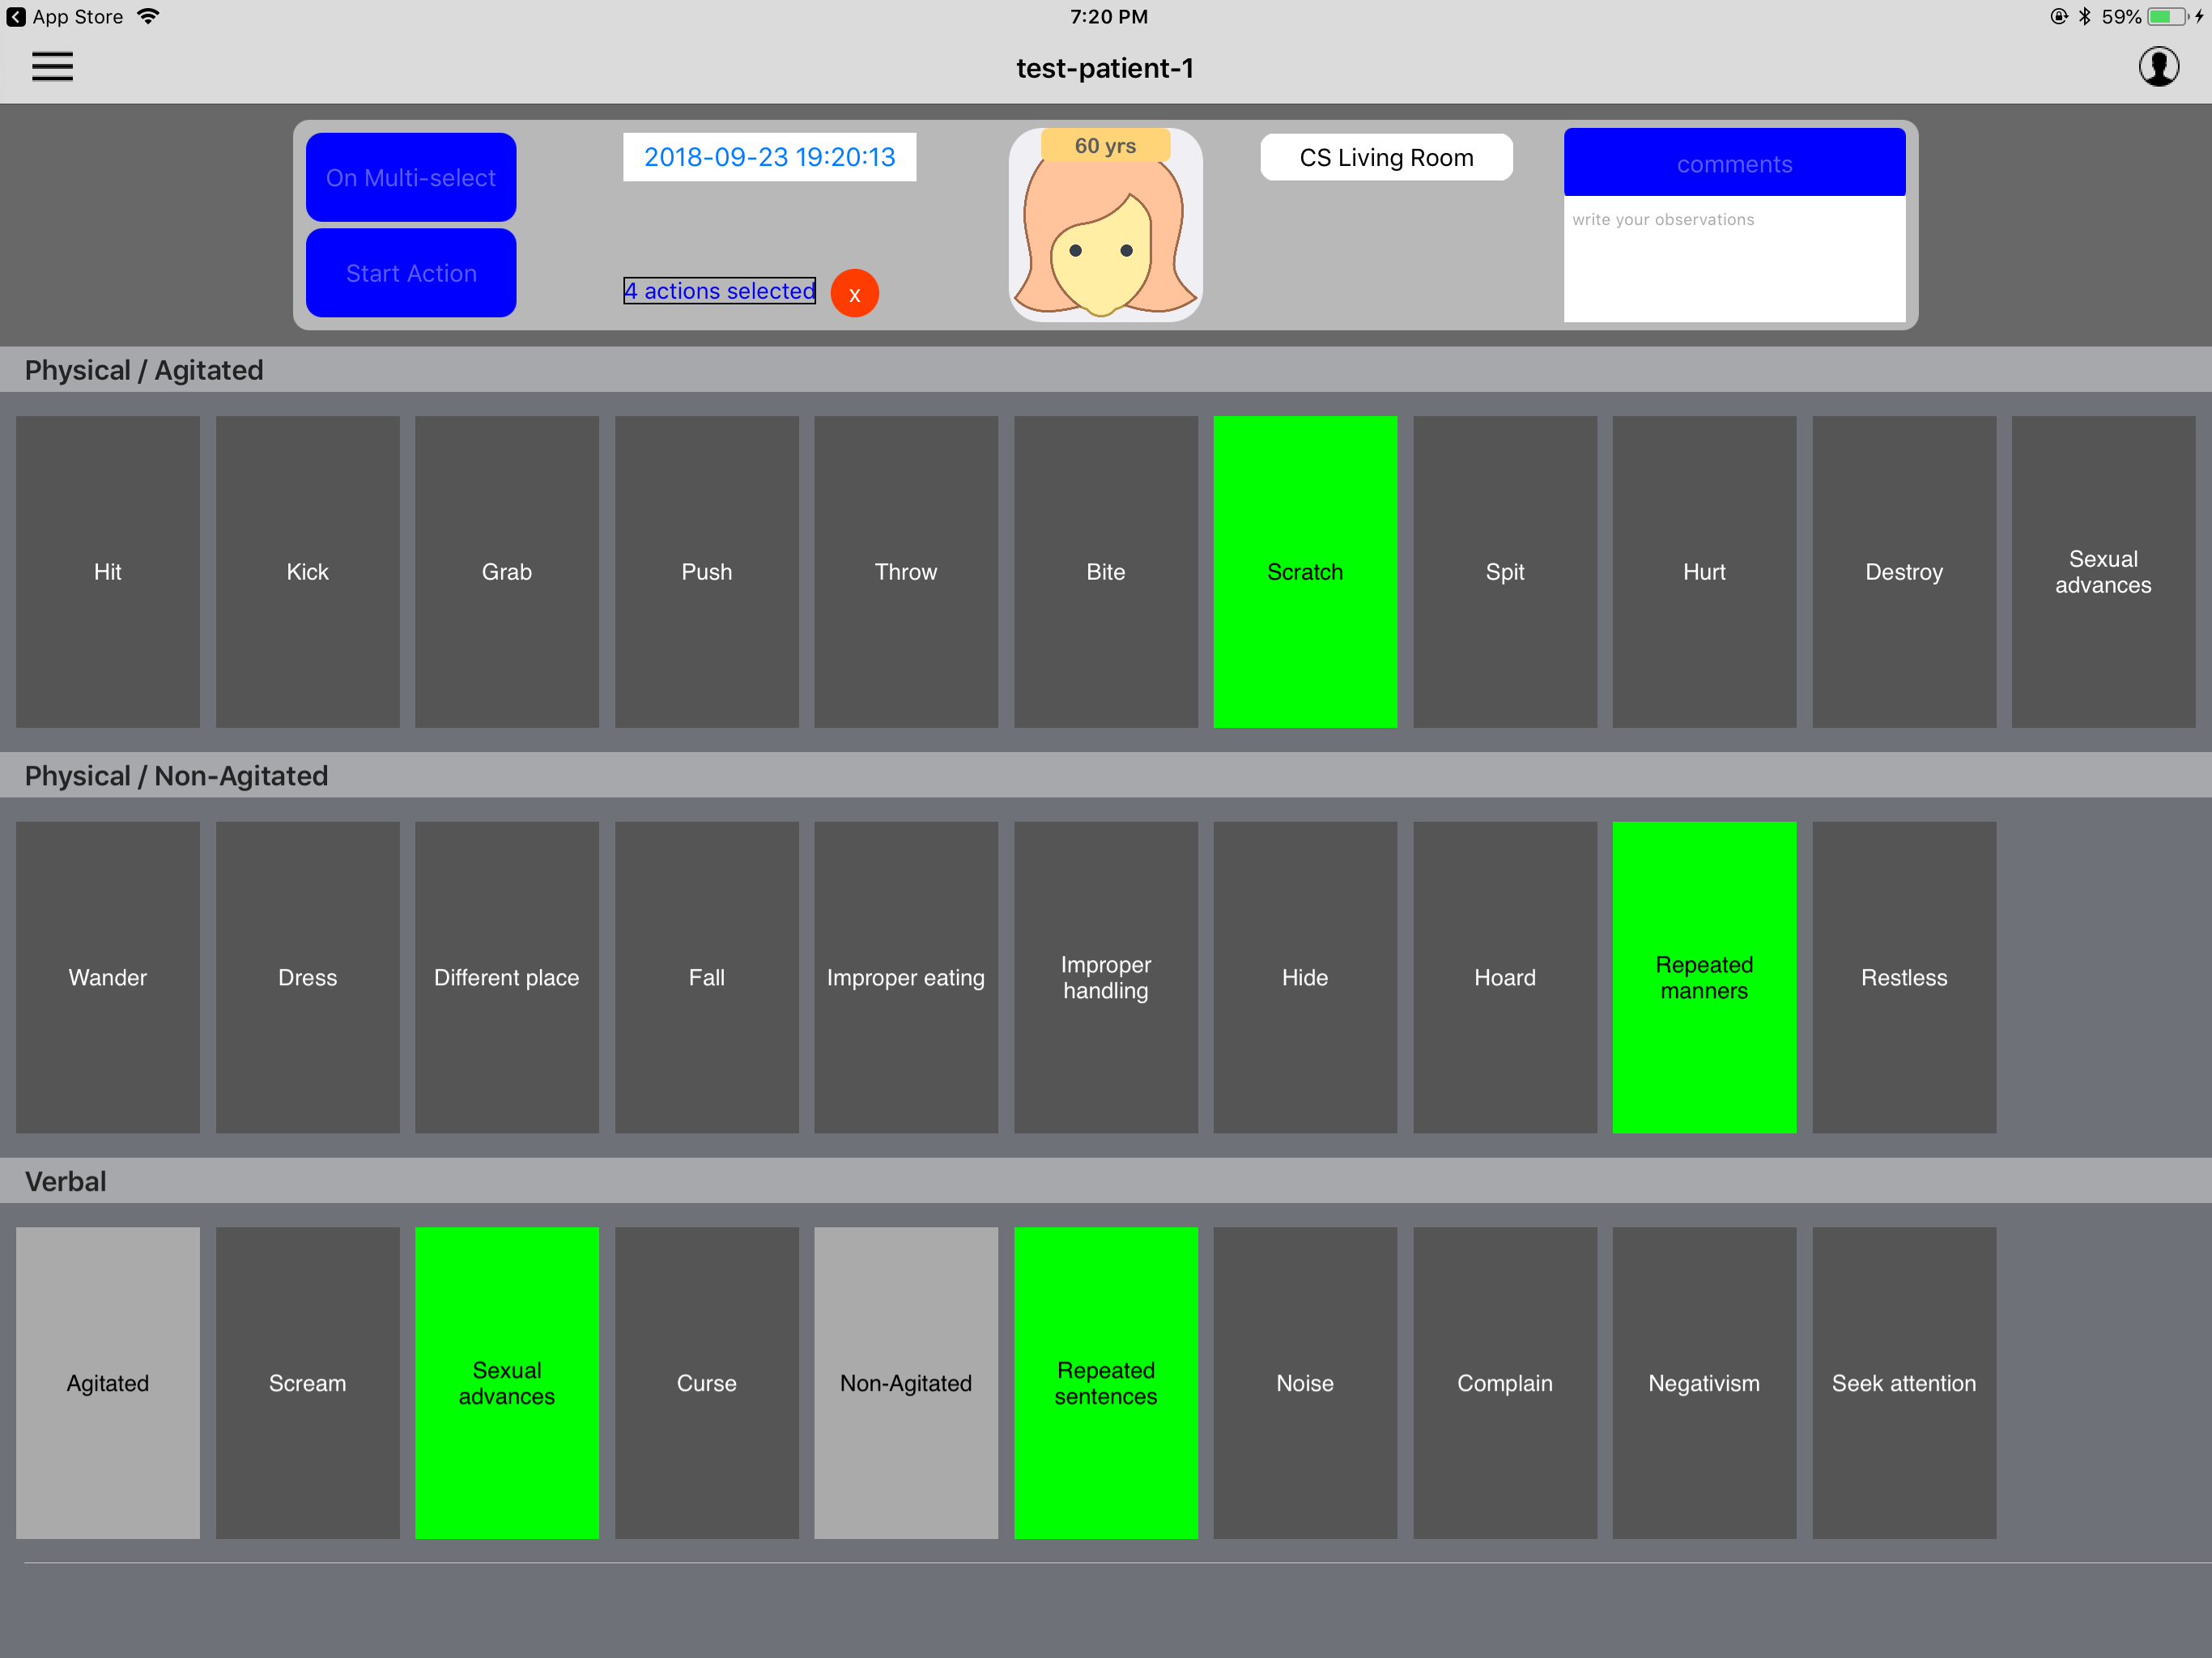 App Store
7:20 PM
59%
test-patient-1
On Multi-select
Start Action
2018-09-23 19:20:13
4 actions selected
x
60 yrs
CS Living Room
comments
write your observations
Physical / Agitated
Hit
Kick
Grab
Push
Throw
Bite
Scratch
Spit
Hurt
Destroy
Sexual
advances
Physical / Non-Agitated
Wander
Dress
Different place
Fall
Improper eating
Improper
handling
Hide
Hoard
Repeated
manners
Restless
Verbal
Agitated
Scream
Sexual
advances
Curse
Non-Agitated
Repeated
sentences
Noise
Complain
Negativism
Seek attention